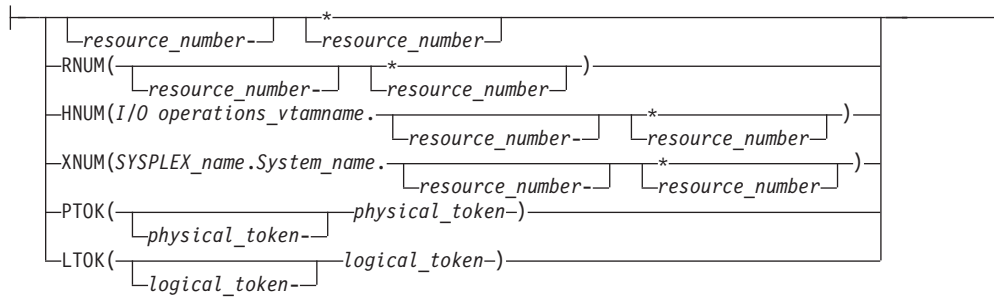 *
resource_number- resource_number
RNUM( * )
resource_number- resource_number
HNUM(I/O operations_vtamname. * )
resource_number- resource_number
XNUM(SYSPLEX_name.System_name. * )
resource_number- resource_number
PTOK( physical_token )
physical_token-
LTOK( logical_token )
logical_token-